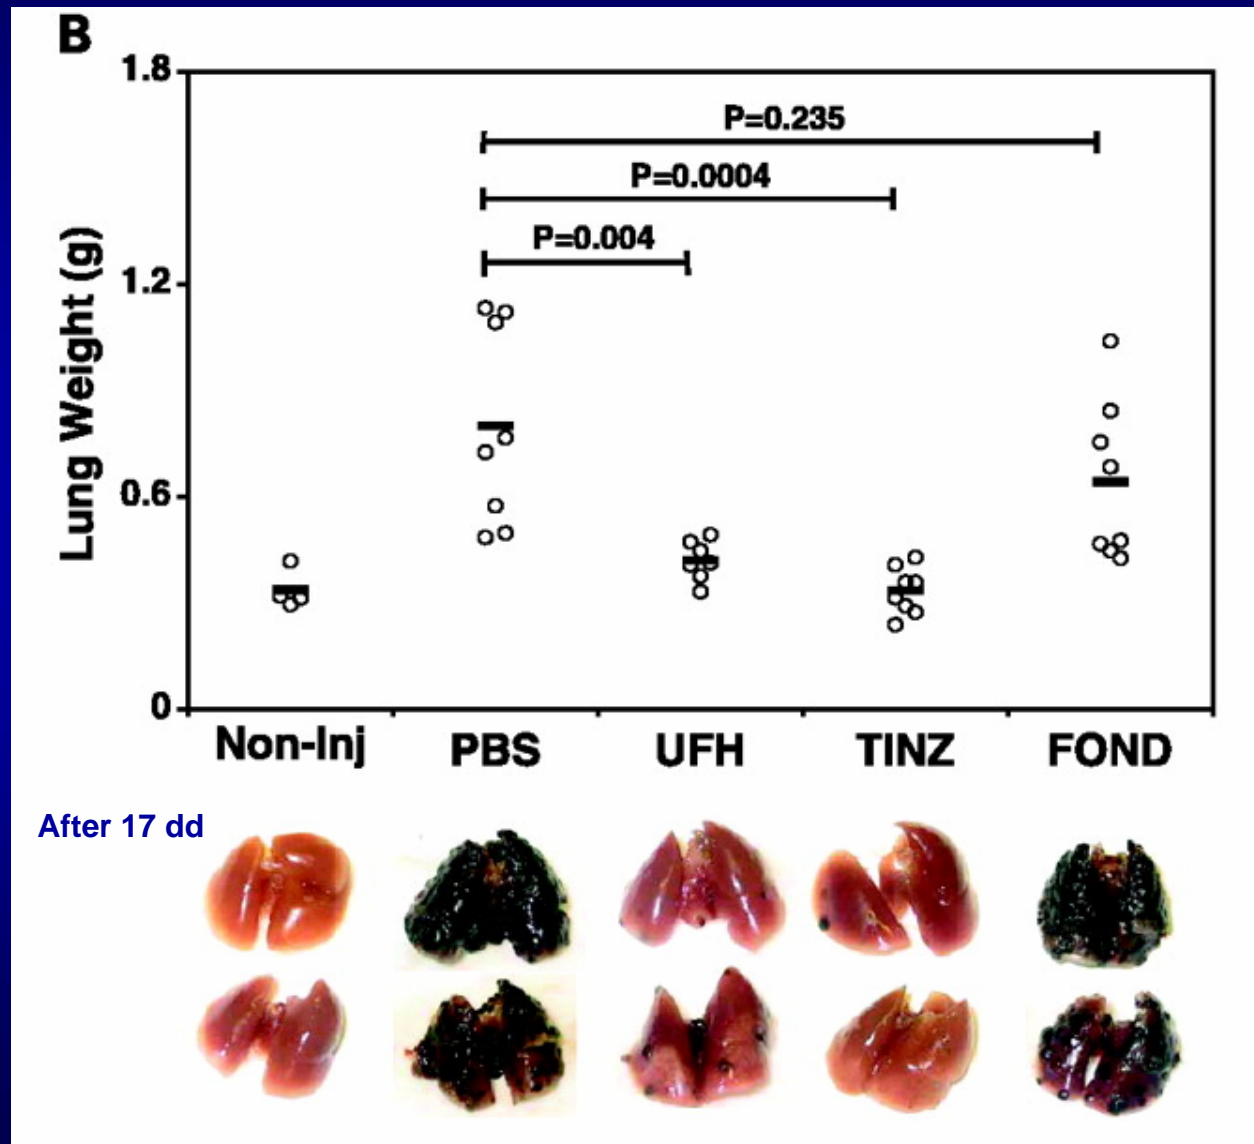 B
1.8
P=0.235
P=0.0004
P=0.004
1.2
Lung Weight (g)
0.6
0
Non-Inj PBS UFH TINZ FOND
After 17 dd